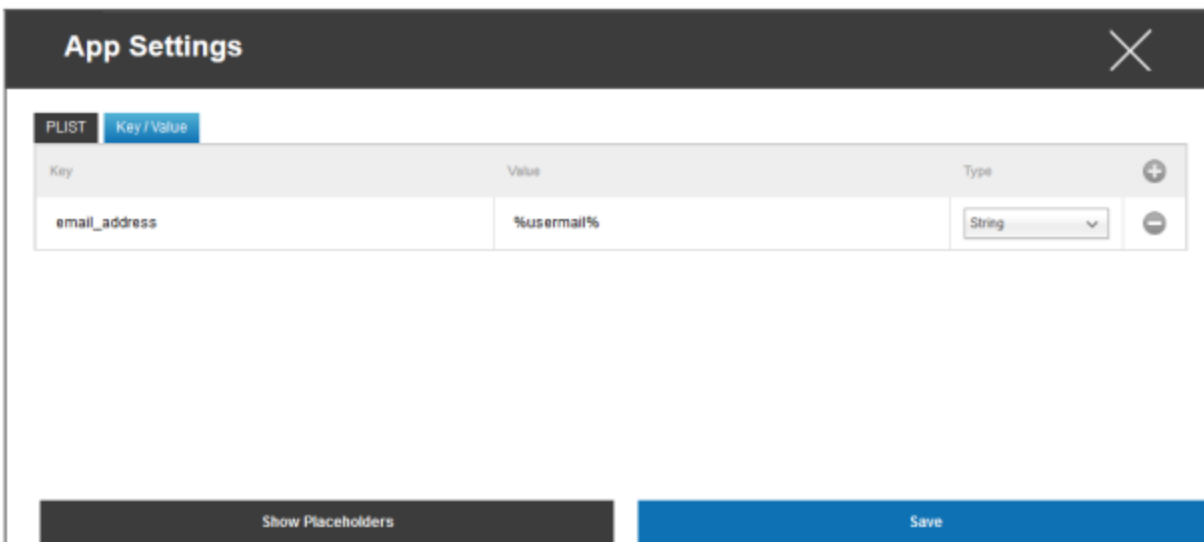 App Settings
PLIST Key / Value
Key Value Type
email_address %usermail% String
Show Placeholders Save